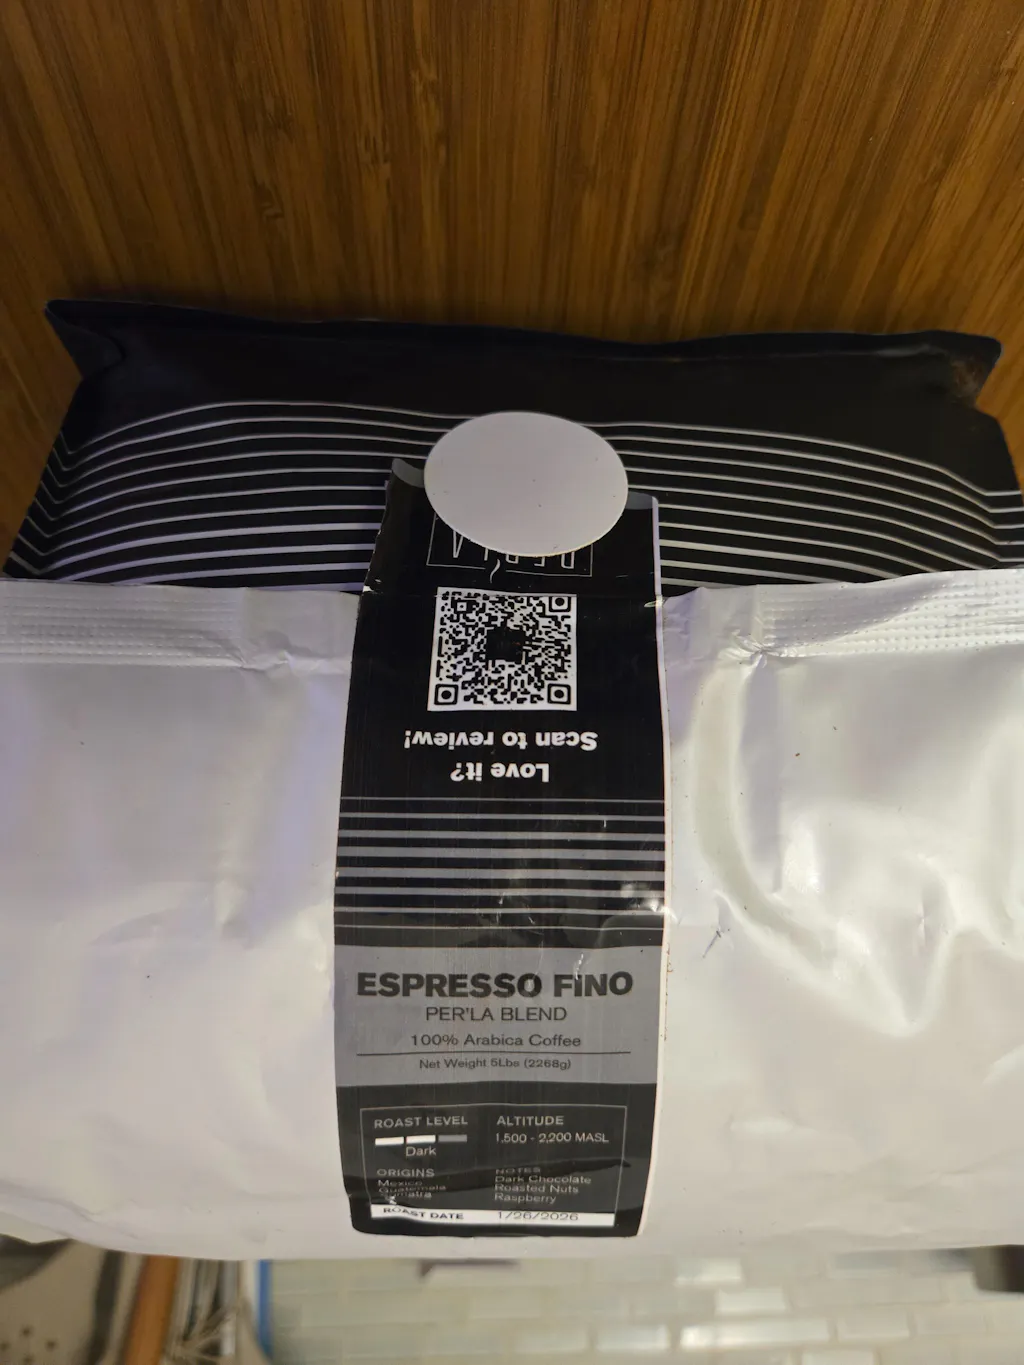 PER'LA
Scan to review!
Love it?
ESPRESSO FINO
PER'LA BLEND
100% Arabica Coffee
Net Weight 5Lbs (2268g)
ROAST LEVEL
Dark
ALTITUDE
1,500 - 2,200 MASL
ORIGINS
Mexico
Guatemala
Sumatra
NOTES
Dark Chocolate
Roasted Nuts
Raspberry
ROAST DATE 1/26/2026